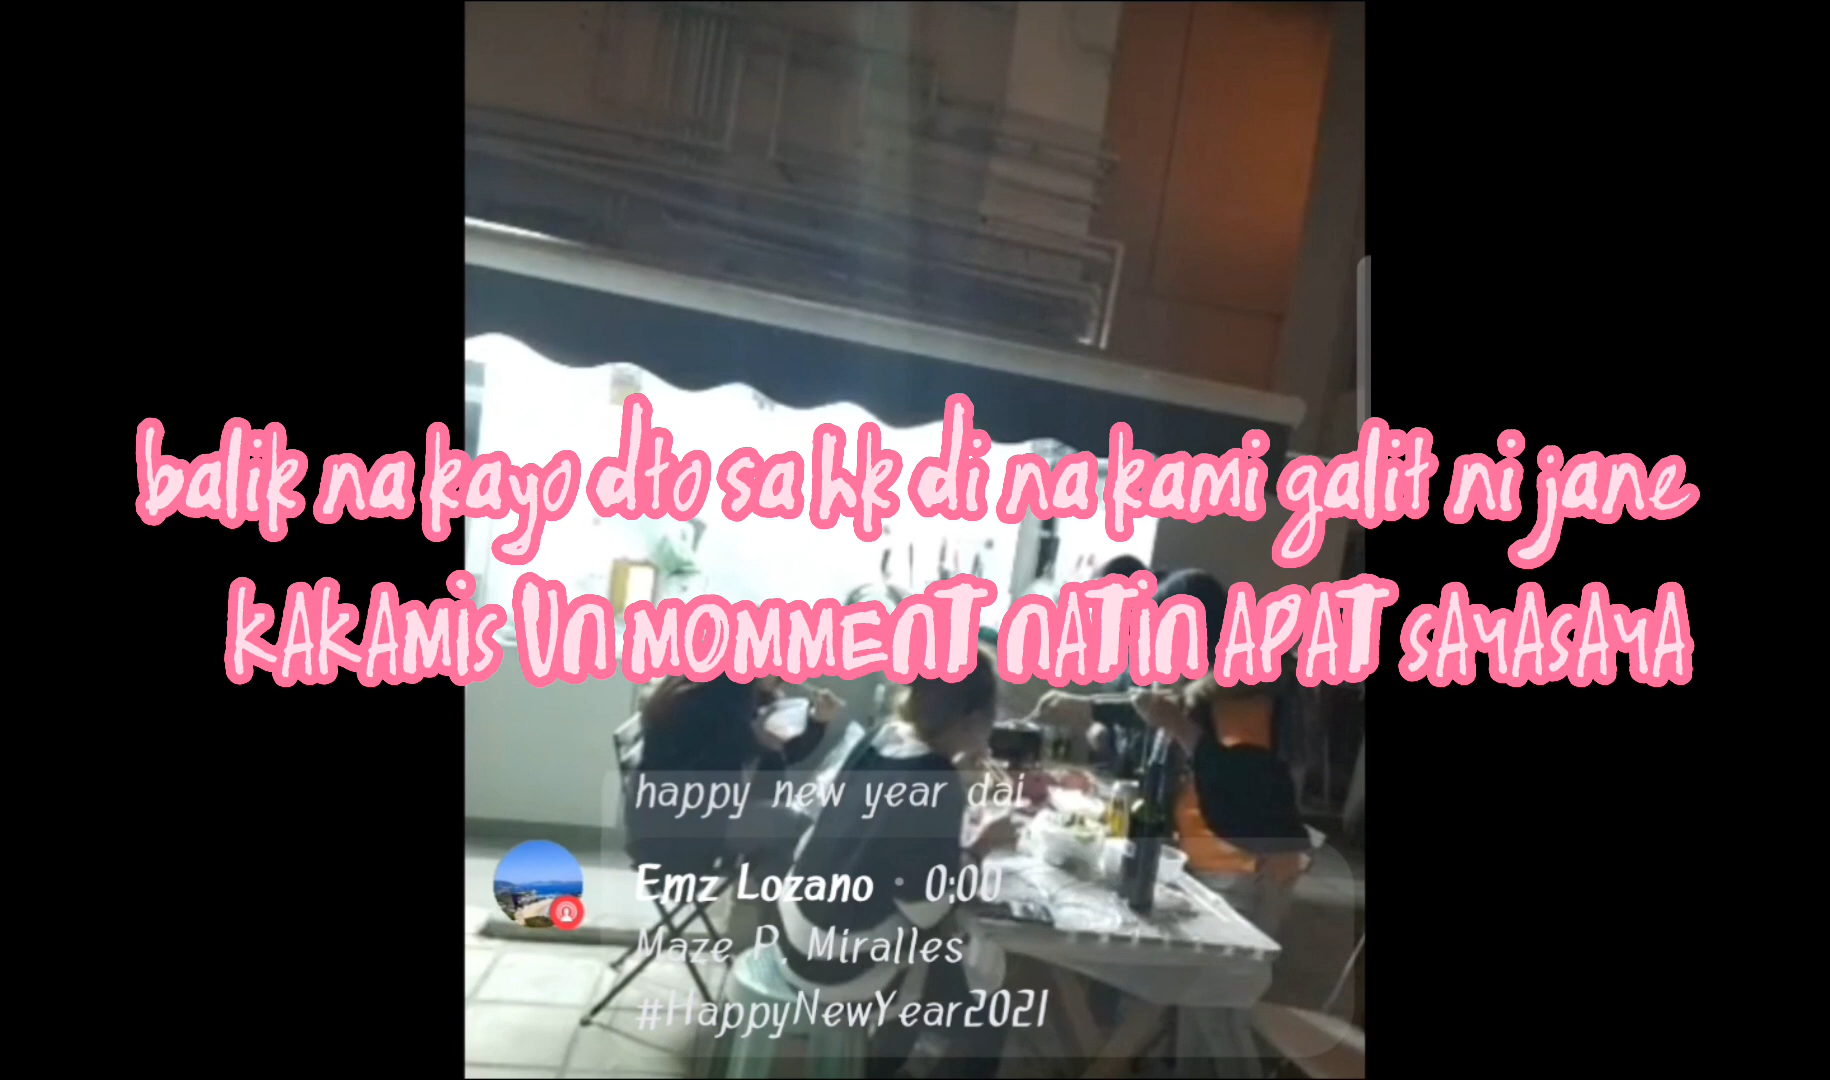 balik na kayo dto sa hk di na kami galit ni jane
KAKAMIS UN MOMMENT NATIN APAT SAYASAYA
happy new year dai
Emz Lozano • 0:00
Maze P. Miralles
#HappyNewYear2021